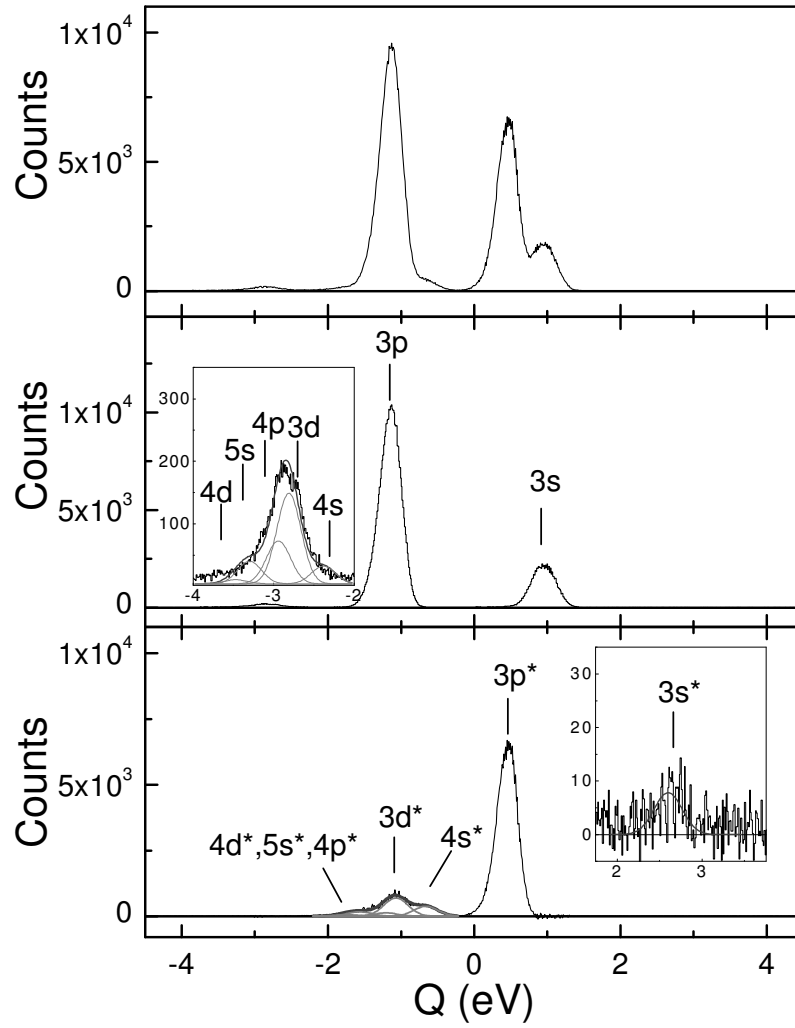 Counts
1x10⁴
5x10³
0
Counts
1x10⁴
5x10³
0
3p
3s
300
200
100
4d
5s
4p
3d
4s
-4
-3
-2
Counts
1x10⁴
5x10³
0
4d*,5s*,4p*
3d*
4s*
3p*
3s*
30
20
10
0
2
3
-4
-2
0
2
4
Q (eV)